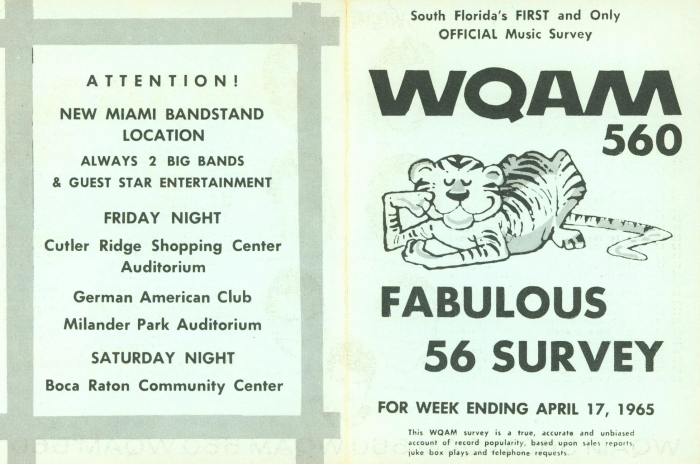 ATTENTION!
NEW MIAMI BANDSTAND
LOCATION
ALWAYS 2 BIG BANDS
& GUEST STAR ENTERTAINMENT
FRIDAY NIGHT
Cutler Ridge Shopping Center
Auditorium
German American Club
Milander Park Auditorium
SATURDAY NIGHT
Boca Raton Community Center
South Florida's FIRST and Only
OFFICIAL Music Survey
WQAM
560
FABULOUS
56 SURVEY
FOR WEEK ENDING APRIL 17, 1965
This WQAM survey is a true, accurate and unbiased
account of record popularity, based upon sales reports,
juke box plays and telephone requests.